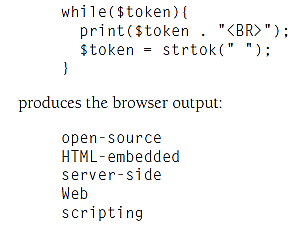 while($token){
print($token . "<BR>");
$token = strtok(" ");
}
produces the browser output:
open-source
HTML-embedded
server-side
Web
scripting